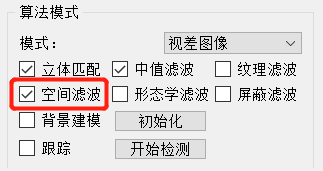 算法模式
模式： 视差图像
立体匹配 中值滤波 纹理滤波
空间滤波 形态学滤波 屏蔽滤波
背景建模 初始化
跟踪 开始检测